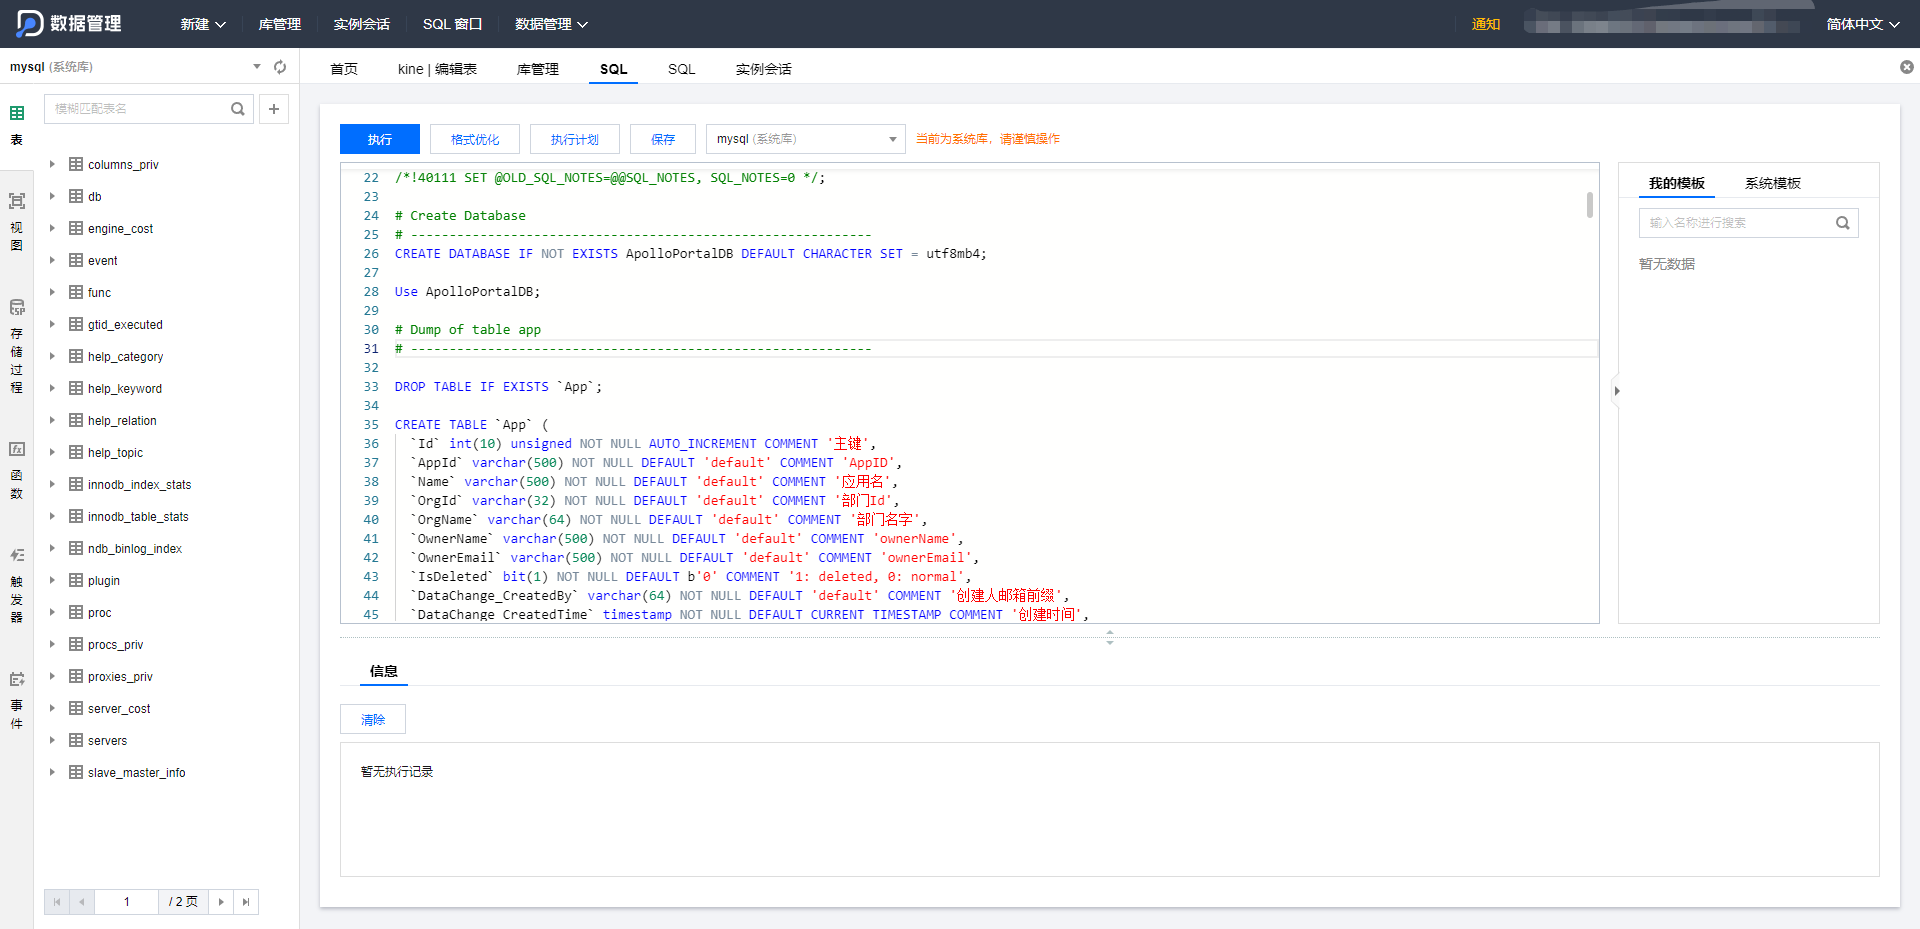 数据管理
新建
库管理
实例会话
SQL 窗口
数据管理
通知
简体中文
mysql (系统库)
首页
kine | 编辑表
库管理
SQL
SQL
实例会话
表
视图
存储过程
函数
触发器
事件
模糊匹配表名
columns_priv
db
engine_cost
event
func
gtid_executed
help_category
help_keyword
help_relation
help_topic
innodb_index_stats
innodb_table_stats
ndb_binlog_index
plugin
proc
procs_priv
proxies_priv
server_cost
servers
slave_master_info
1 / 2 页
执行
格式优化
执行计划
保存
mysql (系统库)
当前为系统库，请谨慎操作
22 /*!40111 SET @OLD_SQL_NOTES=@@SQL_NOTES, SQL_NOTES=0 */;
23
24 # Create Database
25 # ------------------------------------------------------------
26 CREATE DATABASE IF NOT EXISTS ApolloPortalDB DEFAULT CHARACTER SET = utf8mb4;
27
28 Use ApolloPortalDB;
29
30 # Dump of table app
31 # ------------------------------------------------------------
32
33 DROP TABLE IF EXISTS `App`;
34
35 CREATE TABLE `App` (
36 `Id` int(10) unsigned NOT NULL AUTO_INCREMENT COMMENT '主键',
37 `AppId` varchar(500) NOT NULL DEFAULT 'default' COMMENT 'AppID',
38 `Name` varchar(500) NOT NULL DEFAULT 'default' COMMENT '应用名',
39 `OrgId` varchar(32) NOT NULL DEFAULT 'default' COMMENT '部门Id',
40 `OrgName` varchar(64) NOT NULL DEFAULT 'default' COMMENT '部门名字',
41 `OwnerName` varchar(500) NOT NULL DEFAULT 'default' COMMENT 'ownerName',
42 `OwnerEmail` varchar(500) NOT NULL DEFAULT 'default' COMMENT 'ownerEmail',
43 `IsDeleted` bit(1) NOT NULL DEFAULT b'0' COMMENT '1: deleted, 0: normal',
44 `DataChange_CreatedBy` varchar(64) NOT NULL DEFAULT 'default' COMMENT '创建人邮箱前缀',
45 `DataChange_CreatedTime` timestamp NOT NULL DEFAULT CURRENT_TIMESTAMP COMMENT '创建时间',
我的模板
系统模板
输入名称进行搜索
暂无数据
信息
清除
暂无执行记录